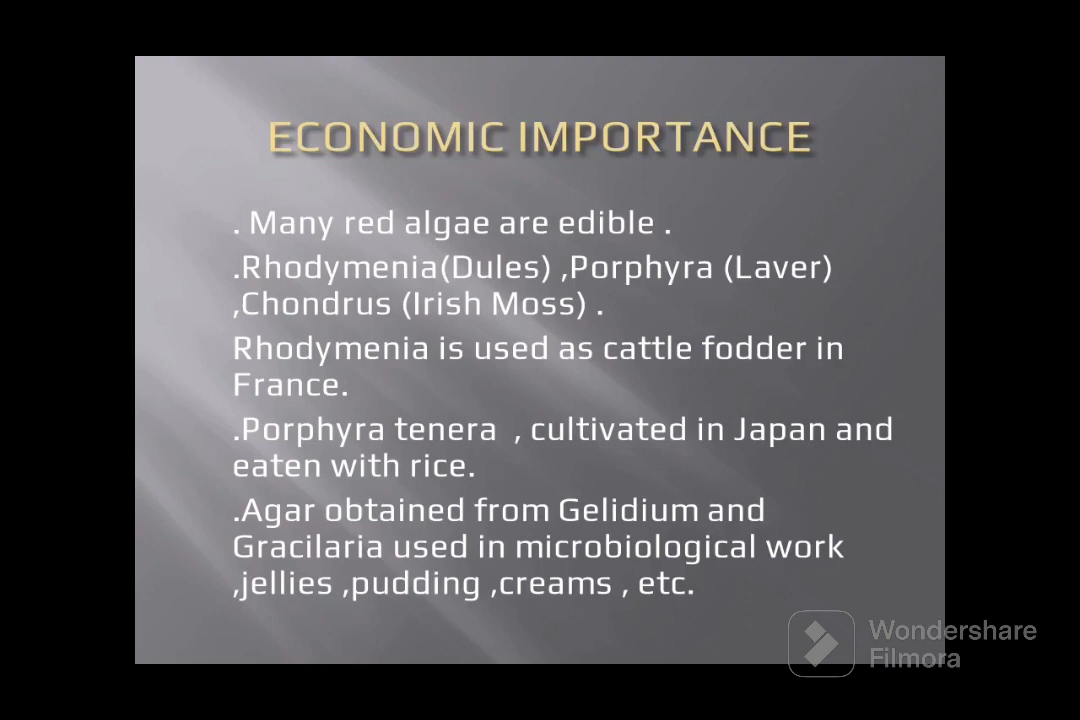 ECONOMIC IMPORTANCE
. Many red algae are edible .
.Rhodymenia(Dules) ,Porphyra (Laver)
,Chondrus (Irish Moss) .
Rhodymenia is used as cattle fodder in
France.
.Porphyra tenera  , cultivated in Japan and
eaten with rice.
.Agar obtained from Gelidium and
Gracilaria used in microbiological work
,jellies ,pudding ,creams , etc.
Wondershare
Filmora